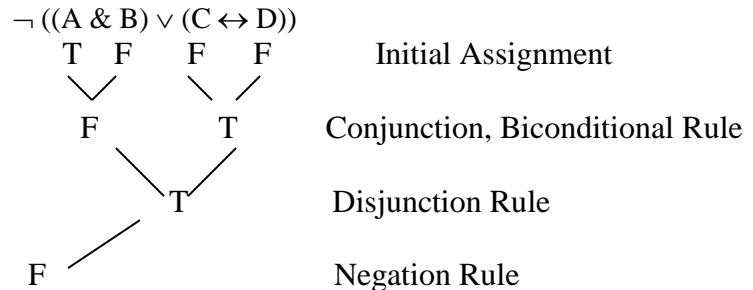 ¬ ((A & B) ∨ (C ↔ D))
T F F F Initial Assignment
F T Conjunction, Biconditional Rule
T Disjunction Rule
F Negation Rule